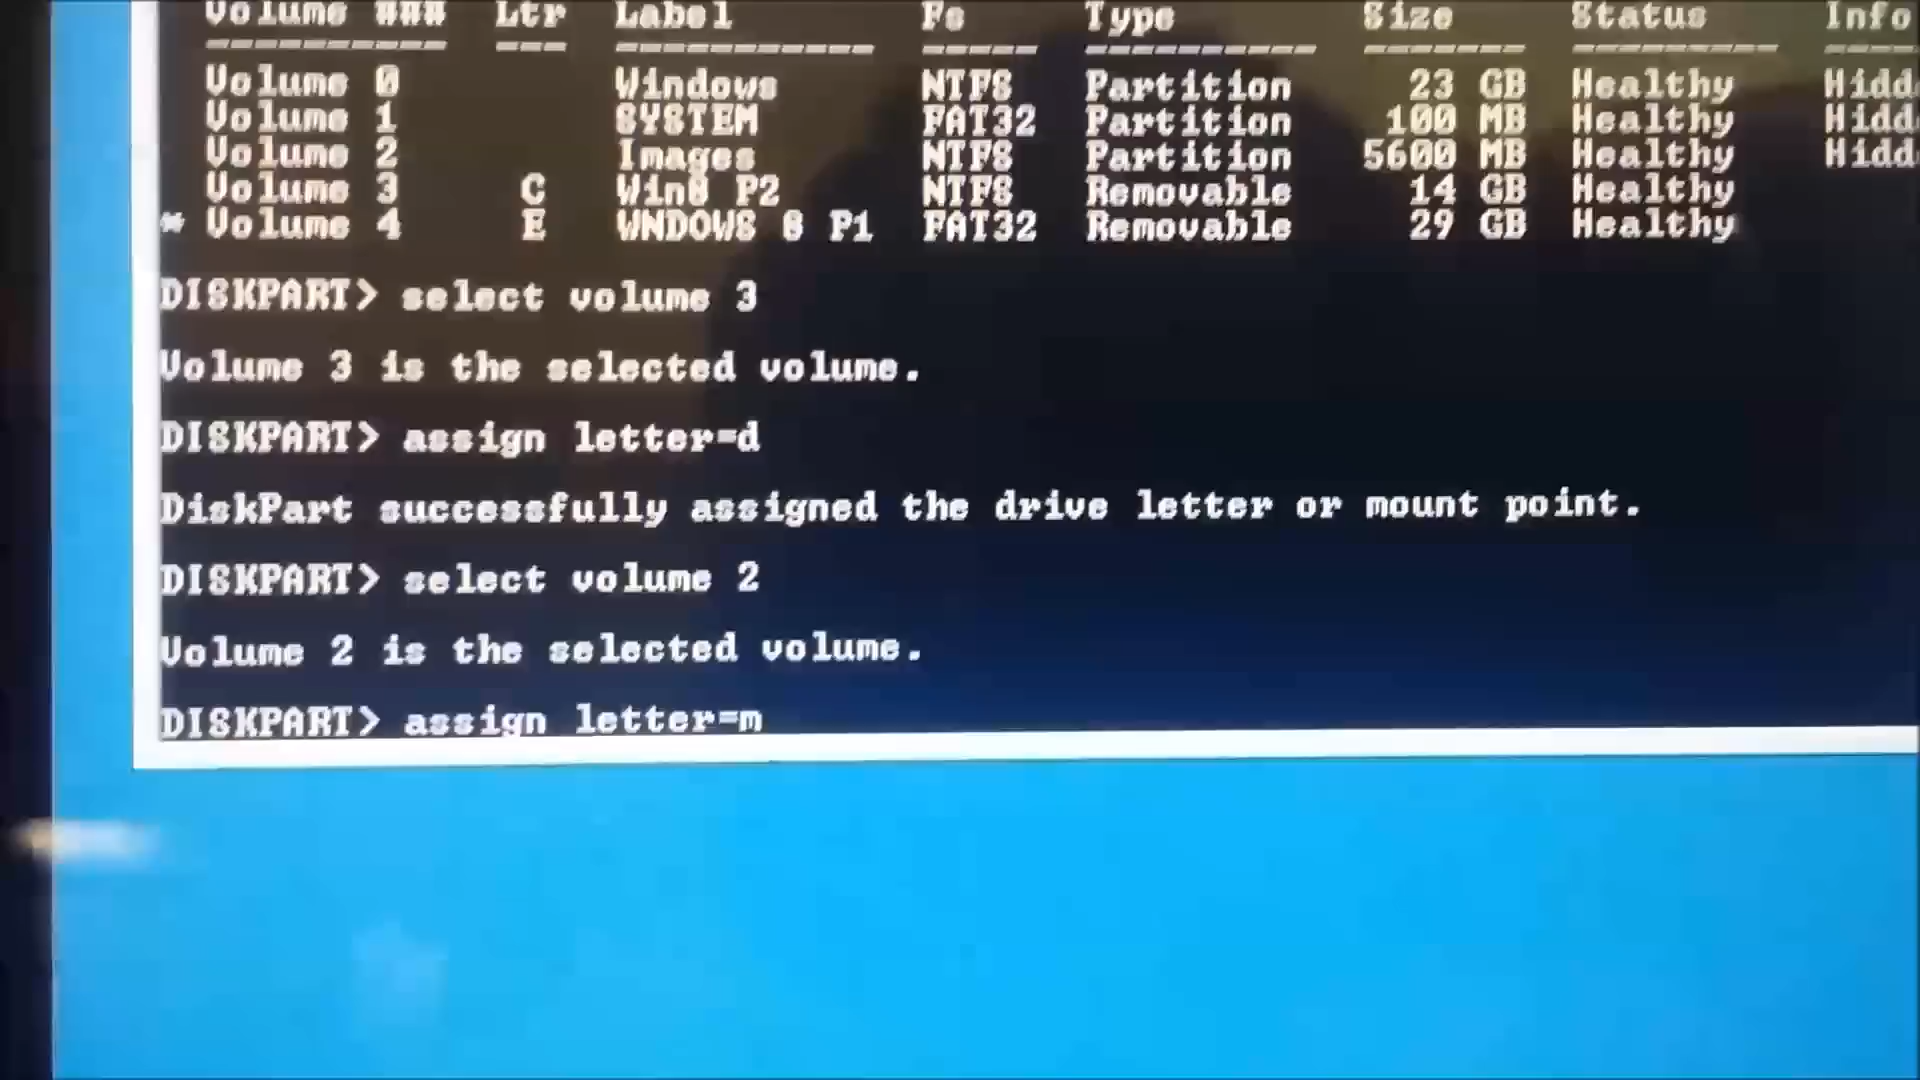 Volume ### Ltr Label Fs Type Size Status Info
---------- --- ----------- ----- ---------- ------- --------- ----
Volume 0 Windows NTFS Partition 23 GB Healthy Hidd
Volume 1 SYSTEM FAT32 Partition 100 MB Healthy Hidd
Volume 2 Images NTFS Partition 5600 MB Healthy Hidd
Volume 3 C Win8 P2 NTFS Removable 14 GB Healthy
* Volume 4 E WNDOWS 8 P1 FAT32 Removable 29 GB Healthy
DISKPART> select volume 3
Volume 3 is the selected volume.
DISKPART> assign letter=d
DiskPart successfully assigned the drive letter or mount point.
DISKPART> select volume 2
Volume 2 is the selected volume.
DISKPART> assign letter=m